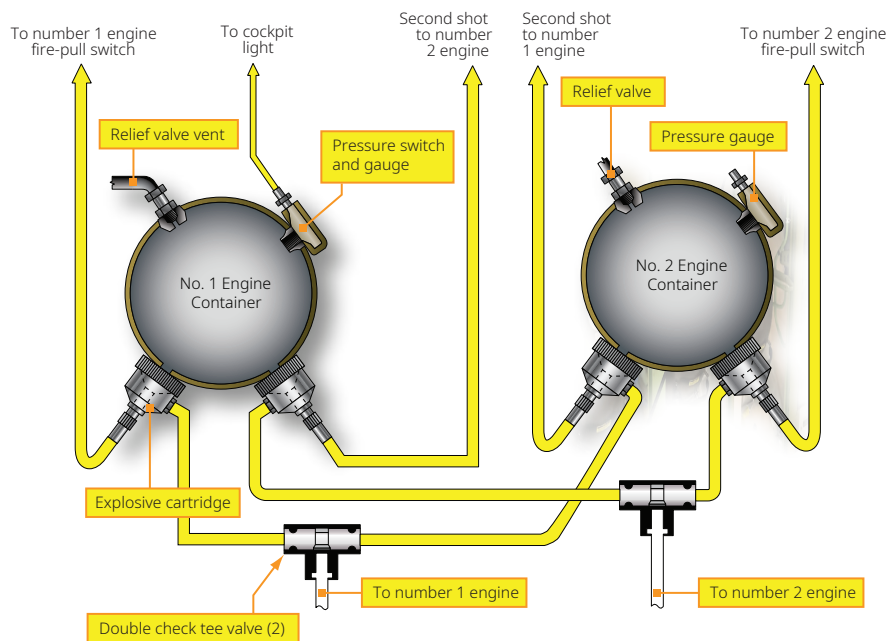 To number 1 engine
fire-pull switch
To cockpit
light
Second shot
to number
2 engine
Second shot
to number
1 engine
To number 2 engine
fire-pull switch
Relief valve vent
Pressure switch
and gauge
Relief valve
Pressure gauge
No. 1 Engine
Container
No. 2 Engine
Container
Explosive cartridge
To number 1 engine
To number 2 engine
Double check tee valve (2)